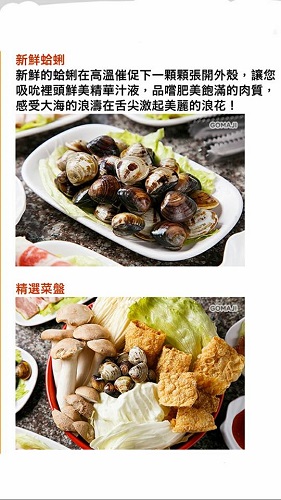 新鮮蛤蜊
新鮮的蛤蜊在高溫催促下一顆顆張開外殼，讓您
吸吮裡頭鮮美精華汁液，品嚐肥美飽滿的肉質，
感受大海的浪濤在舌尖激起美麗的浪花！
GOMAJI
精選菜盤
GOMAJI